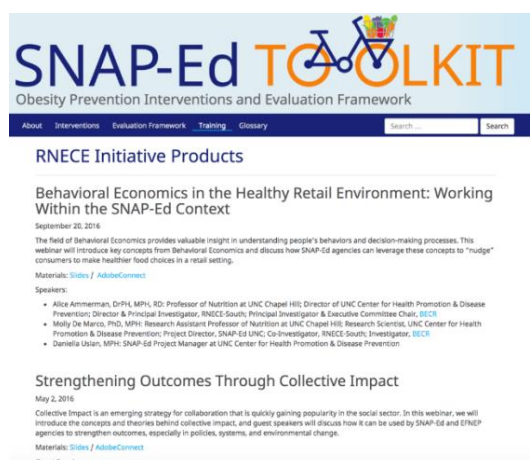 SNAP-Ed TOOLKIT
Obesity Prevention Interventions and Evaluation Framework
About Interventions Evaluation Framework Training Glossary Search ... Search
RNECE Initiative Products
Behavioral Economics in the Healthy Retail Environment: Working
Within the SNAP-Ed Context
September 20, 2016
The field of Behavioral Economics provides valuable insight in understanding people's behaviors and decision-making processes. This
webinar will introduce key concepts from Behavioral Economics and discuss how SNAP-Ed agencies can leverage these concepts to "nudge"
consumers to make healthier food choices in a retail setting.
Materials: Slides / AdobeConnect
Speakers:
• Alice Ammerman, DrPH, MPH, RD: Professor of Nutrition at UNC Chapel Hill; Director of UNC Center for Health Promotion & Disease
Prevention; Director & Principal Investigator, RNECE-South; Principal Investigator & Executive Committee Chair, BECR
• Molly De Marco, PhD, MPH: Research Assistant Professor of Nutrition at UNC Chapel Hill; Research Scientist, UNC Center for Health
Promotion & Disease Prevention; Project Director, SNAP-Ed UNC; Co-Investigator, RNECE-South; Investigator, BECR
• Daniella Uslan, MPH: SNAP-Ed Project Manager at UNC Center for Health Promotion & Disease Prevention
Strengthening Outcomes Through Collective Impact
May 2, 2016
Collective Impact is an emerging strategy for collaboration that is quickly gaining popularity in the social sector. In this webinar, we will
introduce the concepts and theories behind collective impact, and guest speakers will discuss how it can be used by SNAP-Ed and EFNEP
agencies to strengthen outcomes, especially in policies, systems, and environmental change.
Materials: Slides / AdobeConnect